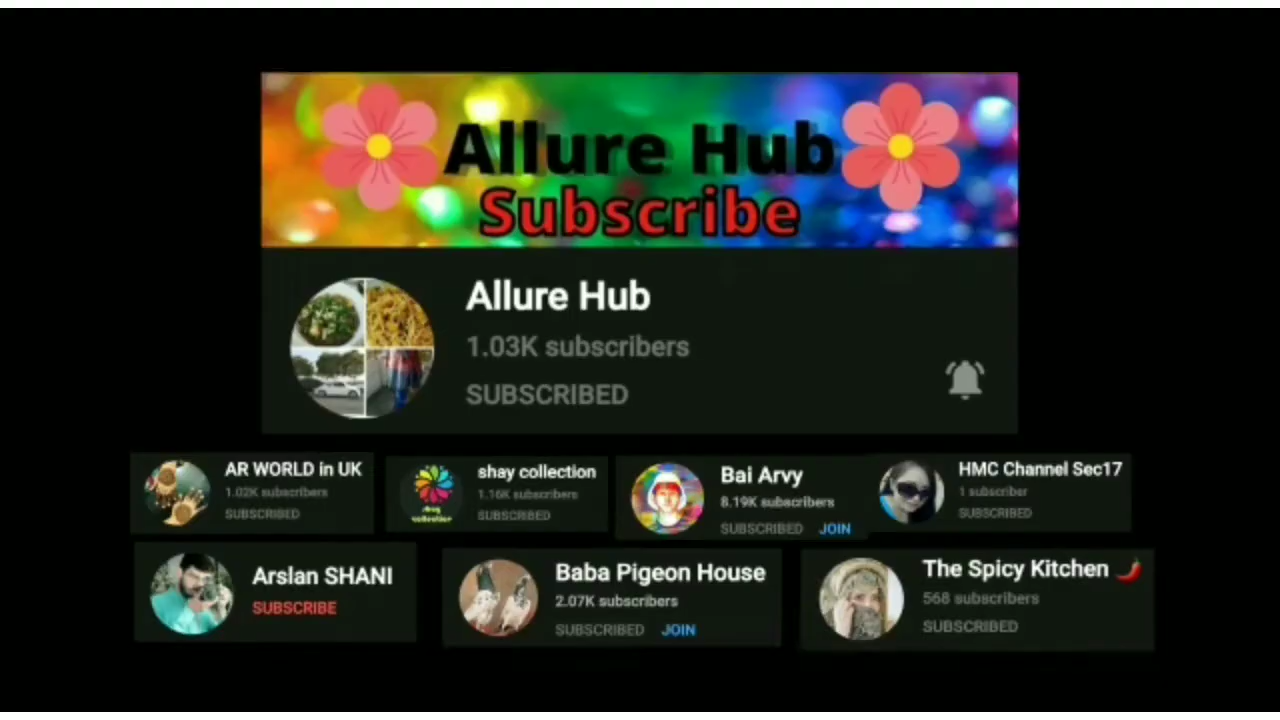 Allure Hub
Subscribe
Allure Hub
1.03K subscribers
SUBSCRIBED
AR WORLD in UK
1.02K subscribers
SUBSCRIBED
shay collection
1.16K subscribers
SUBSCRIBED
Bai Arvy
8.19K subscribers
SUBSCRIBED JOIN
HMC Channel Sec17
1 subscriber
SUBSCRIBED
Arslan SHANI
SUBSCRIBE
Baba Pigeon House
2.07K subscribers
SUBSCRIBED JOIN
The Spicy Kitchen 🌶️
568 subscribers
SUBSCRIBED